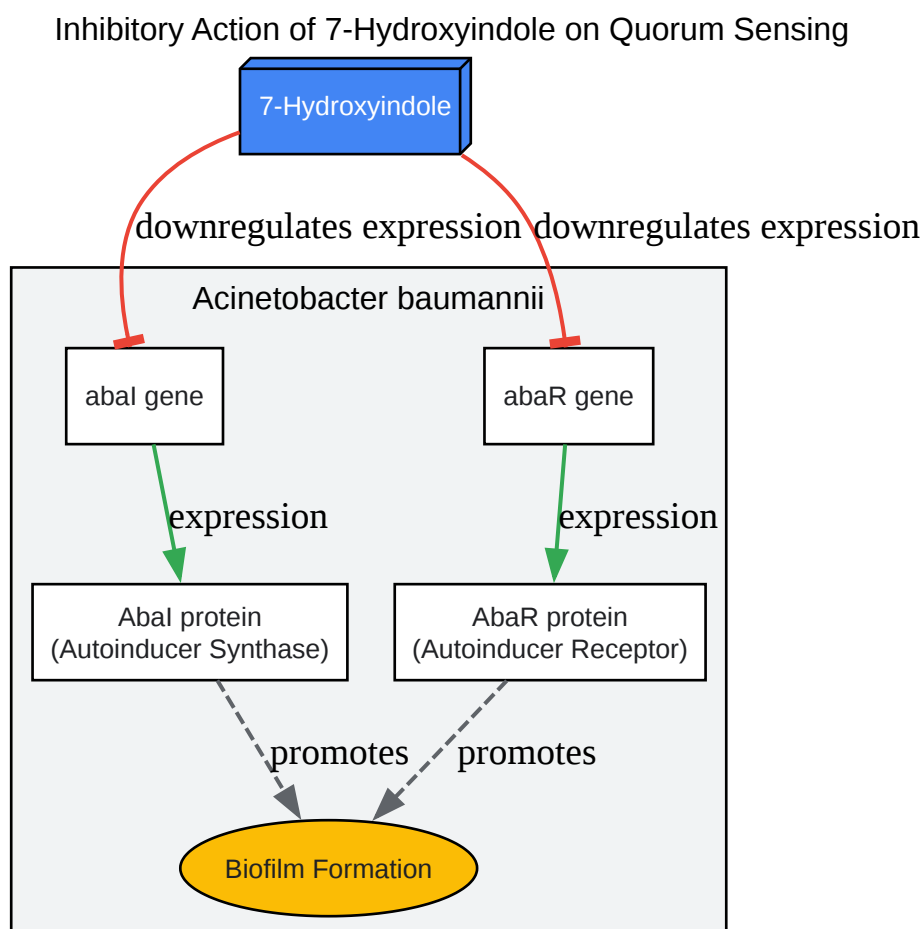 Inhibitory Action of 7-Hydroxyindole on Quorum Sensing
7-Hydroxyindole
downregulates expression
downregulates expression
Acinetobacter baumannii
abaI gene
abaR gene
expression
expression
AbaI protein
(Autoinducer Synthase)
AbaR protein
(Autoinducer Receptor)
promotes
promotes
Biofilm Formation